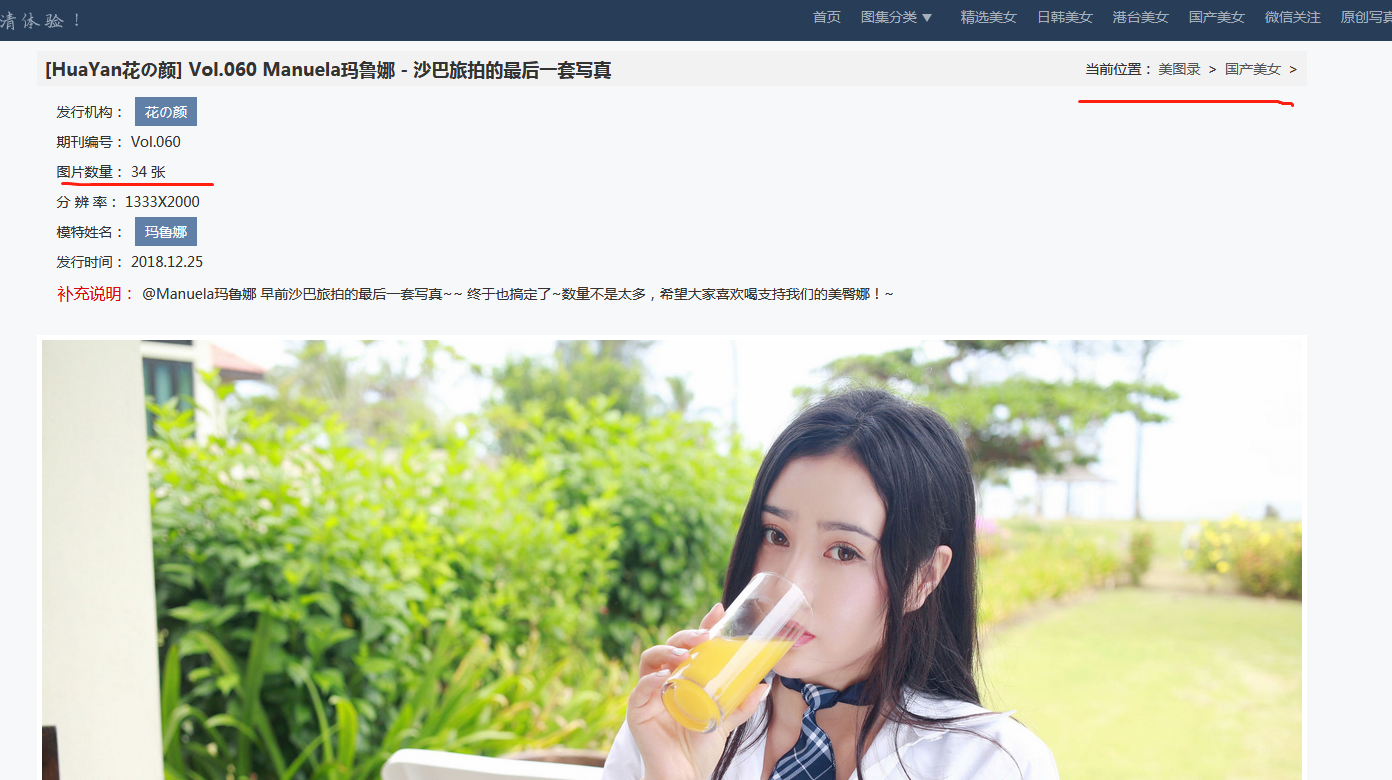 清体验！
首页 图集分类▼ 精选美女 日韩美女 港台美女 国产美女 微信关注 原创写真
[HuaYan花の颜] Vol.060 Manuela玛鲁娜 - 沙巴旅拍的最后一套写真
当前位置： 美图录 > 国产美女 >
发行机构： 花の颜
期刊编号： Vol.060
图片数量： 34 张
分 辨 率： 1333X2000
模特姓名： 玛鲁娜
发行时间： 2018.12.25
补充说明： @Manuela玛鲁娜 早前沙巴旅拍的最后一套写真~~ 终于也搞定了~数量不是太多，希望大家喜欢喝支持我们的美臀娜！~